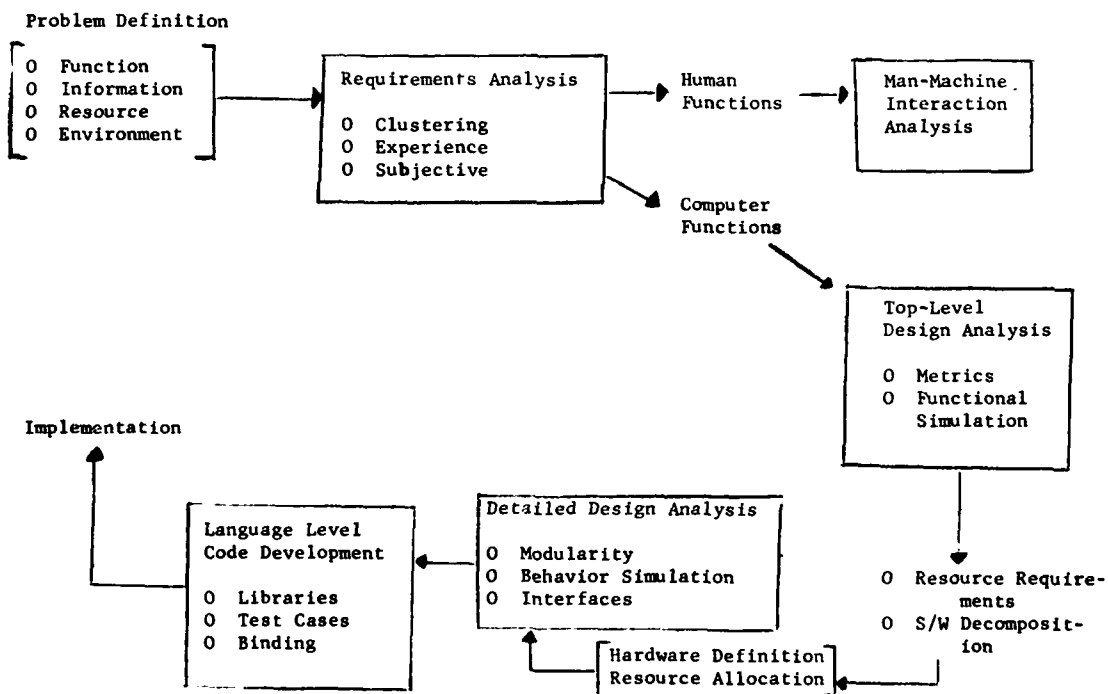 Problem Definition
O Function
O Information
O Resource
O Environment
Requirements Analysis
O Clustering
O Experience
O Subjective
Human
Functions
Man-Machine
Interaction
Analysis
Computer
Functions
Top-Level
Design Analysis
O Metrics
O Functional
Simulation
O Resource Require-
ments
O S/W Decomposit-
ion
Hardware Definition
Resource Allocation
Detailed Design Analysis
O Modularity
O Behavior Simulation
O Interfaces
Language Level
Code Development
O Libraries
O Test Cases
O Binding
Implementation